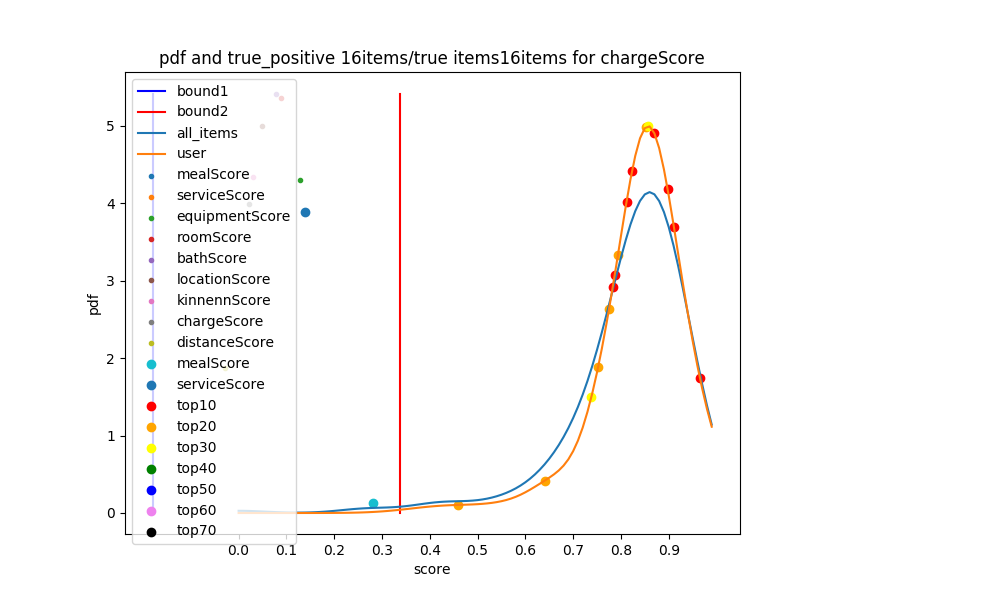 pdf and true_positive 16items/true items16items for chargeScore
bound1
bound2
all_items
user
mealScore
serviceScore
equipmentScore
roomScore
bathScore
locationScore
kinnennScore
chargeScore
distanceScore
mealScore
serviceScore
top10
top20
top30
top40
top50
top60
top70
pdf
5
4
3
2
1
0
0.0 0.1 0.2 0.3 0.4 0.5 0.6 0.7 0.8 0.9
score